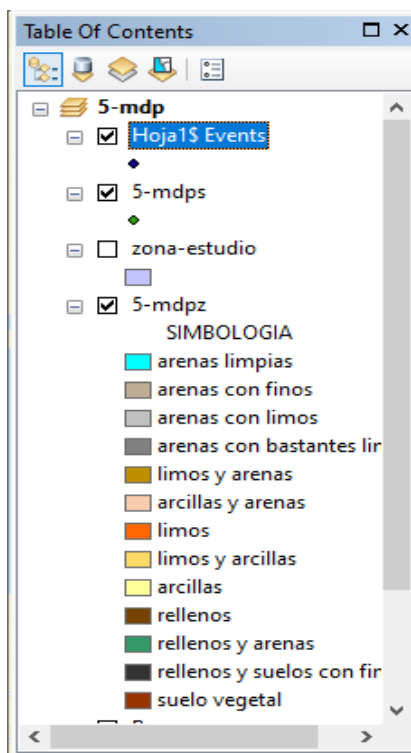 Table Of Contents
5-mdp
Hoja1$ Events
5-mdps
zona-estudio
5-mdpz
SIMBOLOGIA
arenas limpias
arenas con finos
arenas con limos
arenas con bastantes
limos y arenas
arcillas y arenas
limos
limos y arcillas
arcillas
rellenos
rellenos y arenas
rellenos y suelos con
suelo vegetal